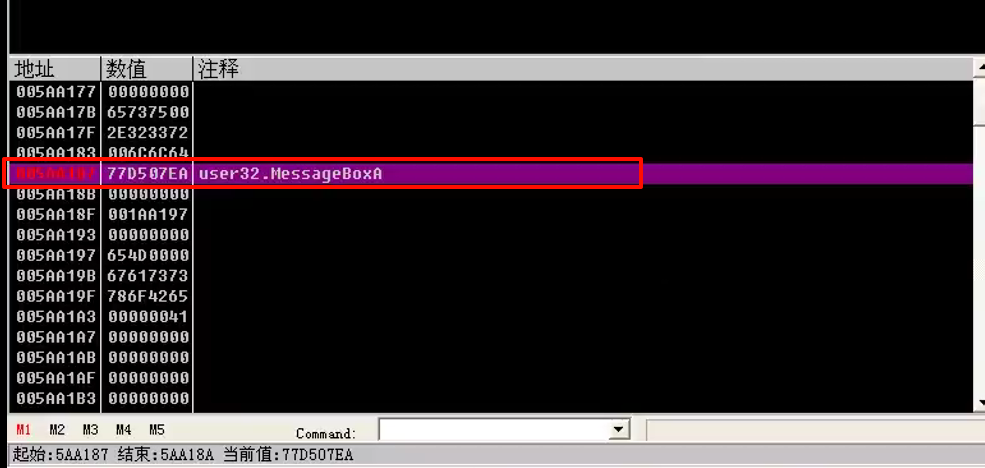 地址 数值 注释
005AA177 00000000
005AA17B 65737500
005AA17F 2E323372
005AA183 006C6C64
005AA187 77D507EA user32.MessageBoxA
005AA18B 00000000
005AA18F 001AA197
005AA193 00000000
005AA197 654D0000
005AA19B 67617373
005AA19F 786F4265
005AA1A3 00000041
005AA1A7 00000000
005AA1AB 00000000
005AA1AF 00000000
005AA1B3 00000000
M1 M2 M3 M4 M5 Command:
起始:5AA187 结束:5AA18A 当前值:77D507EA